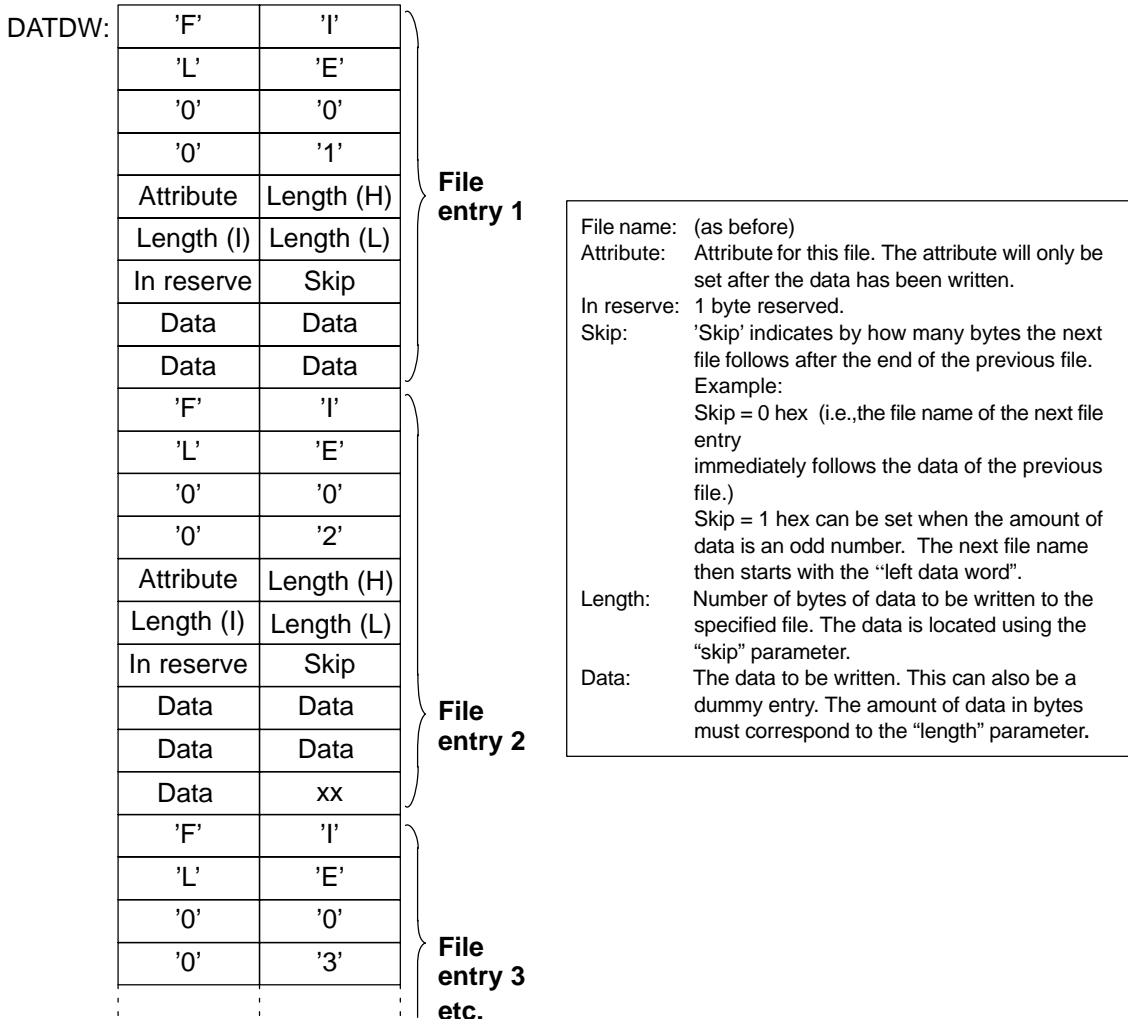 DATDW:
’F’ ’I’
’L’ ’E’
’0’ ’0’
’0’ ’1’
Attribute Length (H)
Length (I) Length (L)
In reserve Skip
Data Data
Data Data
File
entry 1
’F’ ’I’
’L’ ’E’
’0’ ’0’
’0’ ’2’
Attribute Length (H)
Length (I) Length (L)
In reserve Skip
Data Data
Data Data
Data xx
File
entry 2
’F’ ’I’
’L’ ’E’
’0’ ’0’
’0’ ’3’
File
entry 3
etc.
File name: (as before)
Attribute: Attribute for this file. The attribute will only be
set after the data has been written.
In reserve: 1 byte reserved.
Skip: ’Skip’ indicates by how many bytes the next
file follows after the end of the previous file.
Example:
Skip = 0 hex (i.e.,the file name of the next file
entry
immediately follows the data of the previous
file.)
Skip = 1 hex can be set when the amount of
data is an odd number. The next file name
then starts with the “left data word”.
Length: Number of bytes of data to be written to the
specified file. The data is located using the
“skip” parameter.
Data: The data to be written. This can also be a
dummy entry. The amount of data in bytes
must correspond to the “length” parameter.